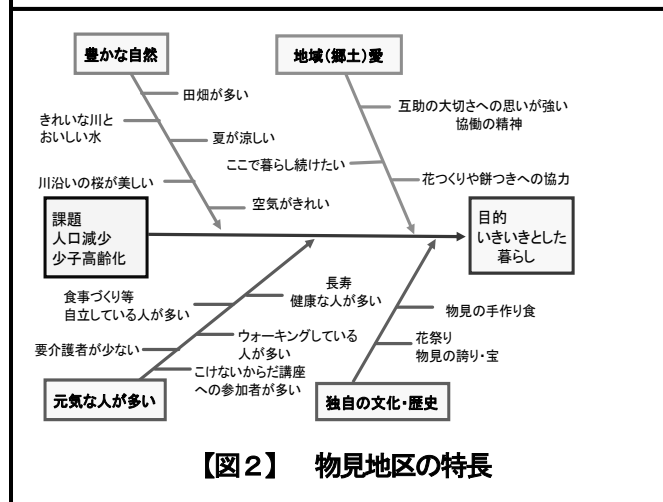 豊かな自然
地域(郷土)愛
田畑が多い
きれいな川と
おいしい水
夏が涼しい
川沿いの桜が美しい
空気がきれい
互助の大切さへの思いが強い
協働の精神
ここで暮らし続けたい
花つくりや餅つきへの協力
課題
人口減少
少子高齢化
目的
いきいきとした
暮らし
食事づくり等
自立している人が多い
長寿
健康な人が多い
要介護者が少ない
ウォーキングしている
人が多い
こけないからだ講座
への参加者が多い
物見の手作り食
花祭り
物見の誇り・宝
元気な人が多い
独自の文化・歴史
【図2】 物見地区の特長